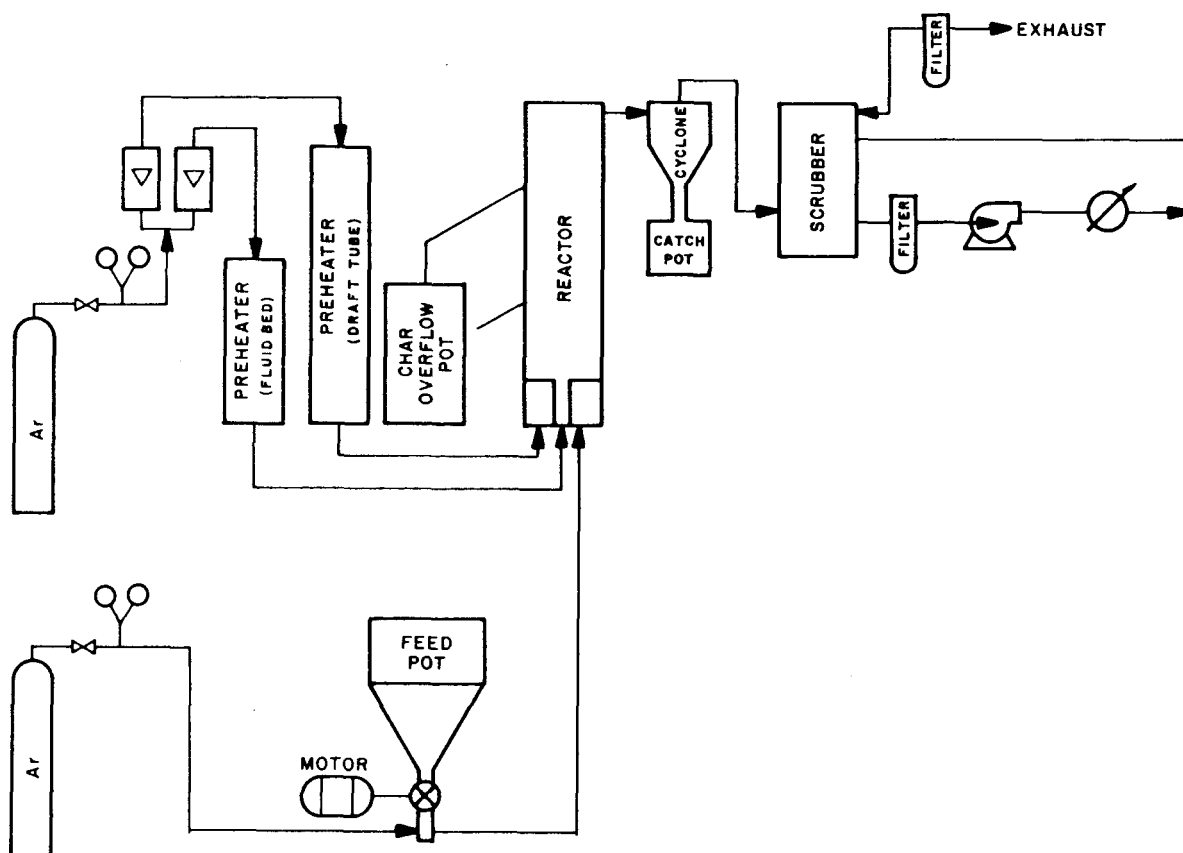 EXHAUST
FILTER
CYCLONE
CATCH
POT
SCRUBBER
FILTER
REACTOR
PREHEATER
(DRAFT TUBE)
PREHEATER
(FLUID BED)
CHAR
OVERFLOW
POT
Ar
FEED
POT
MOTOR
Ar